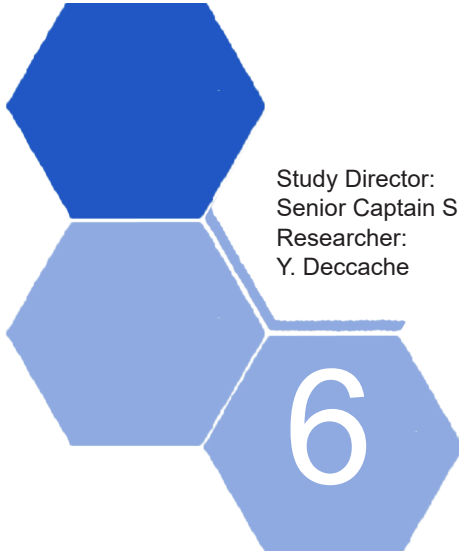 Study Director:
Senior Captain S
Researcher:
Y. Deccache
6